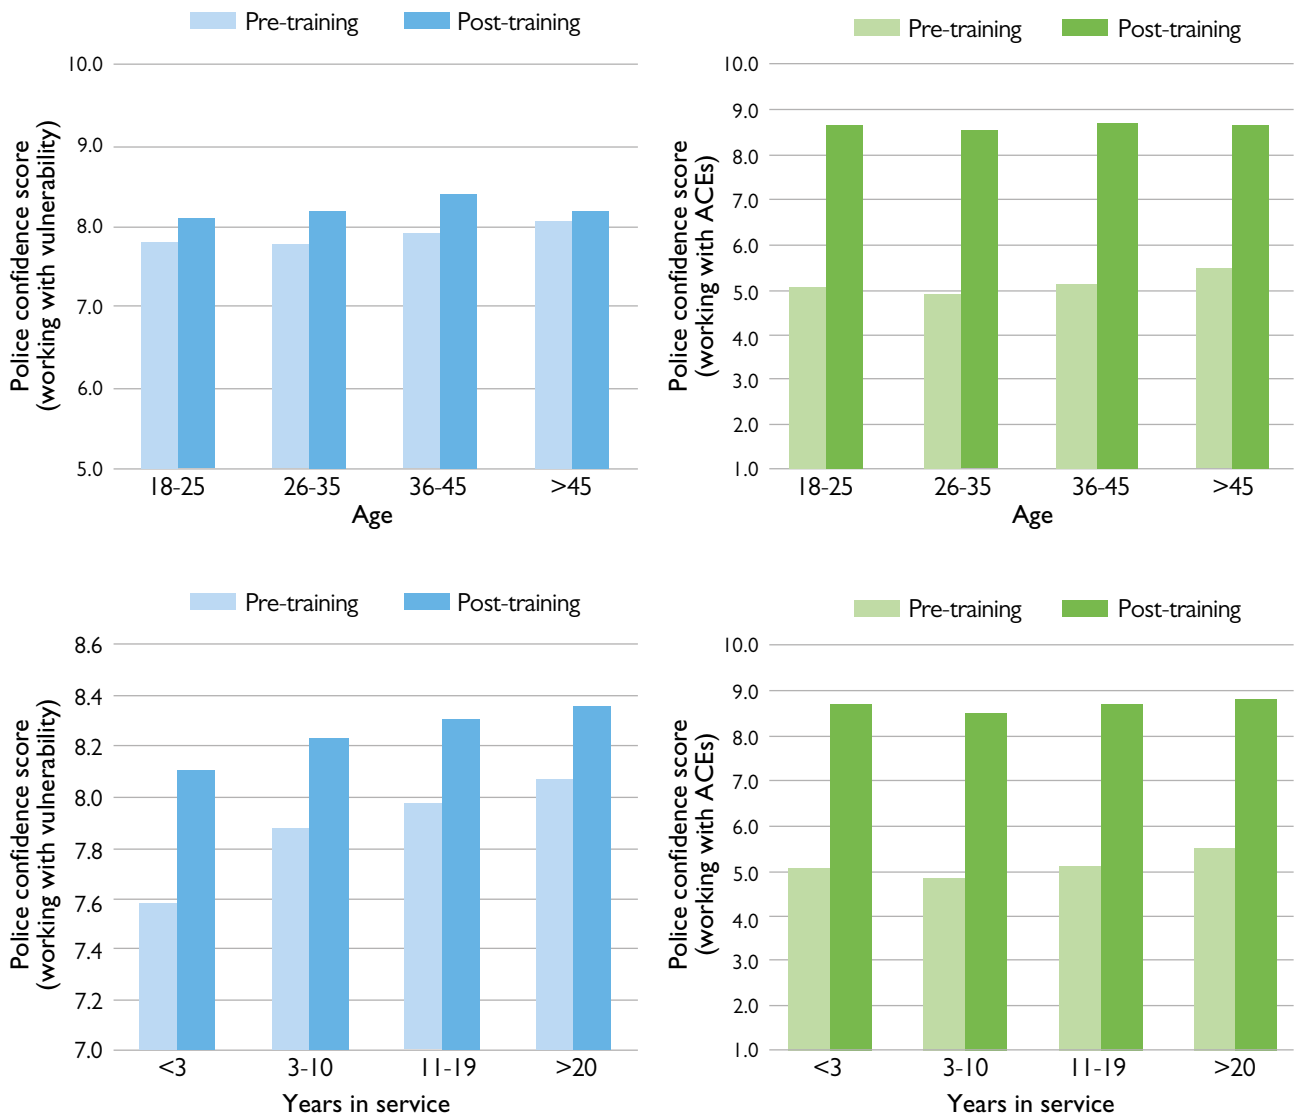 Pre-training Post-training
10.0
9.0
8.0
7.0
6.0
5.0
Police confidence score
(working with vulnerability)
18-25 26-35 36-45 >45
Age
Pre-training Post-training
10.0
9.0
8.0
7.0
6.0
5.0
4.0
3.0
2.0
1.0
Police confidence score
(working with ACEs)
18-25 26-35 36-45 >45
Age
Pre-training Post-training
8.6
8.4
8.2
8.0
7.8
7.6
7.4
7.2
7.0
Police confidence score
(working with vulnerability)
<3 3-10 11-19 >20
Years in service
Pre-training Post-training
10.0
9.0
8.0
7.0
6.0
5.0
4.0
3.0
2.0
1.0
Police confidence score
(working with ACEs)
<3 3-10 11-19 >20
Years in service